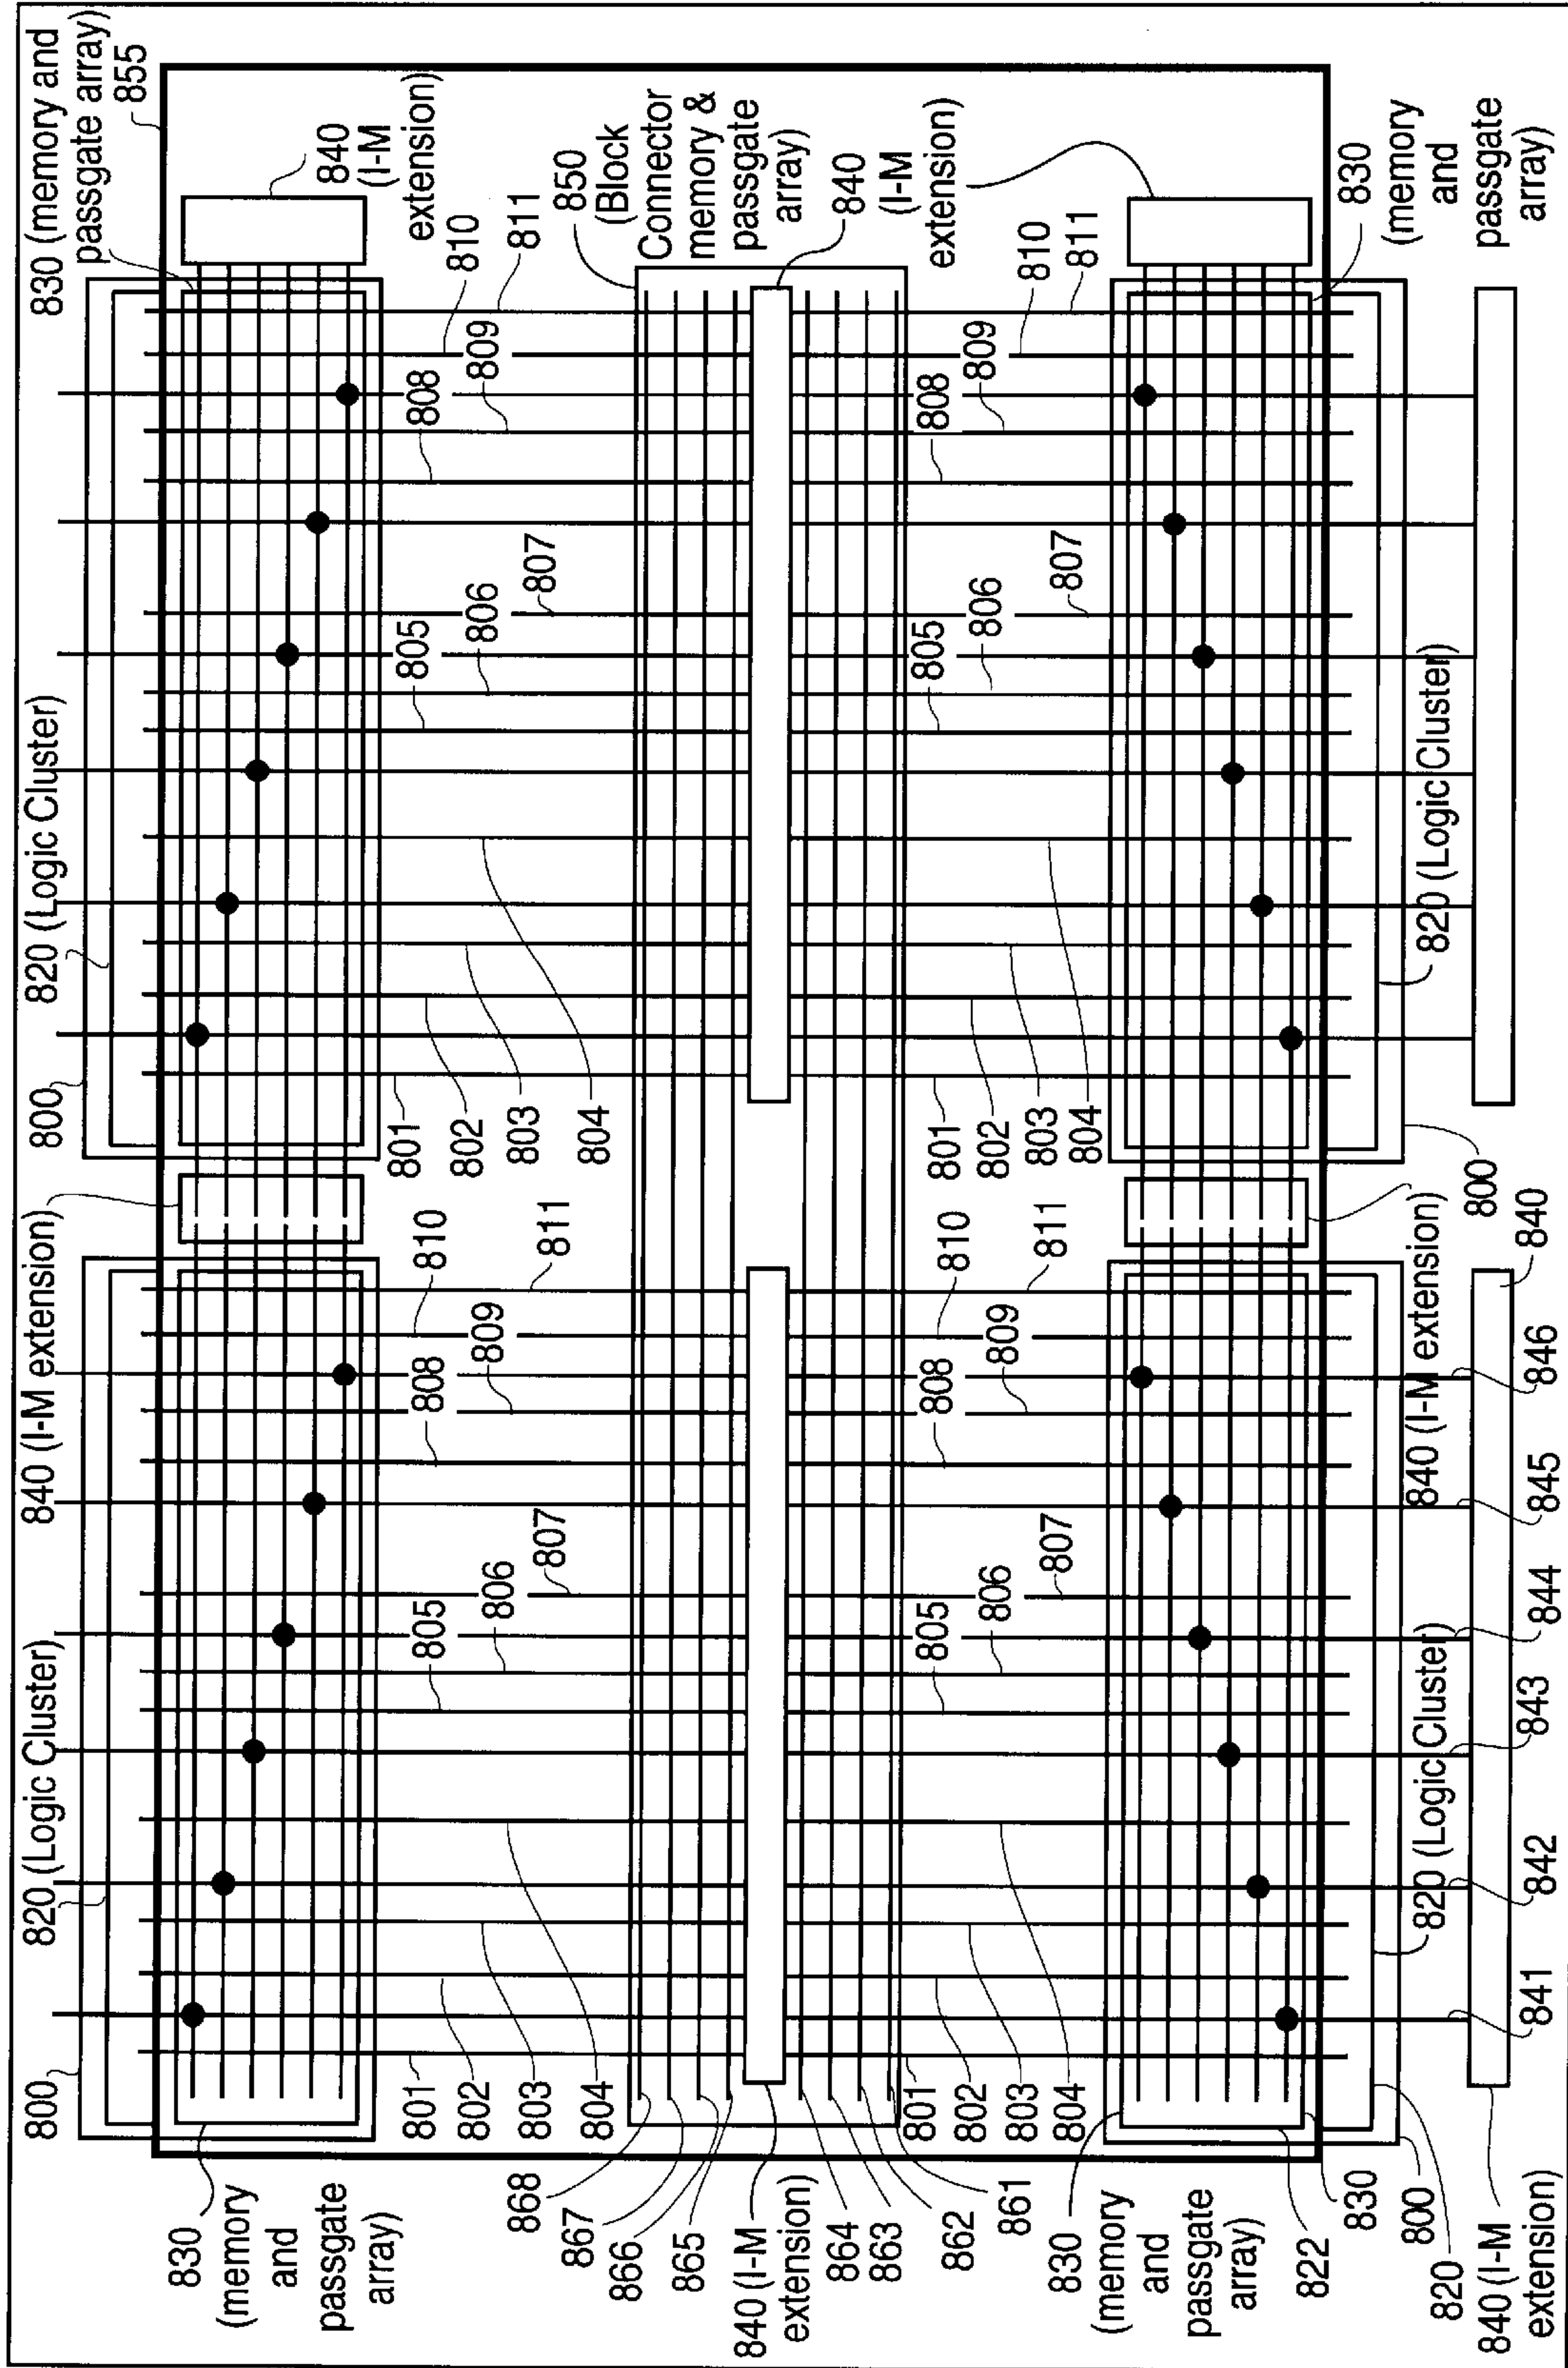 800
820 (Logic Cluster)
840 (I-M extension)
800
820 (Logic Cluster)
830 (memory and
passgate array)
855
830
(memory
and
passgate
array)
840
(I-M
extension)
801
802
803
804
805
806
807
808
809
810
811
801
802
803
804
805
806
807
808
809
810
811
868
867
866
865
840 (I-M
extension)
864
863
862
861
850
(Block
Connector
memory &
passgate
array)
840
(I-M
extension)
801
802
803
804
805
806
807
808
809
810
811
801
802
803
804
805
806
807
808
809
810
811
830
(memory
and
passgate
array)
822
830
800
820
840 (I-M
extension)
820 (Logic Cluster)
840 (I-M extension)
800
820 (Logic Cluster)
830
(memory
and
passgate
array)
841
842
843
844
845
846
840